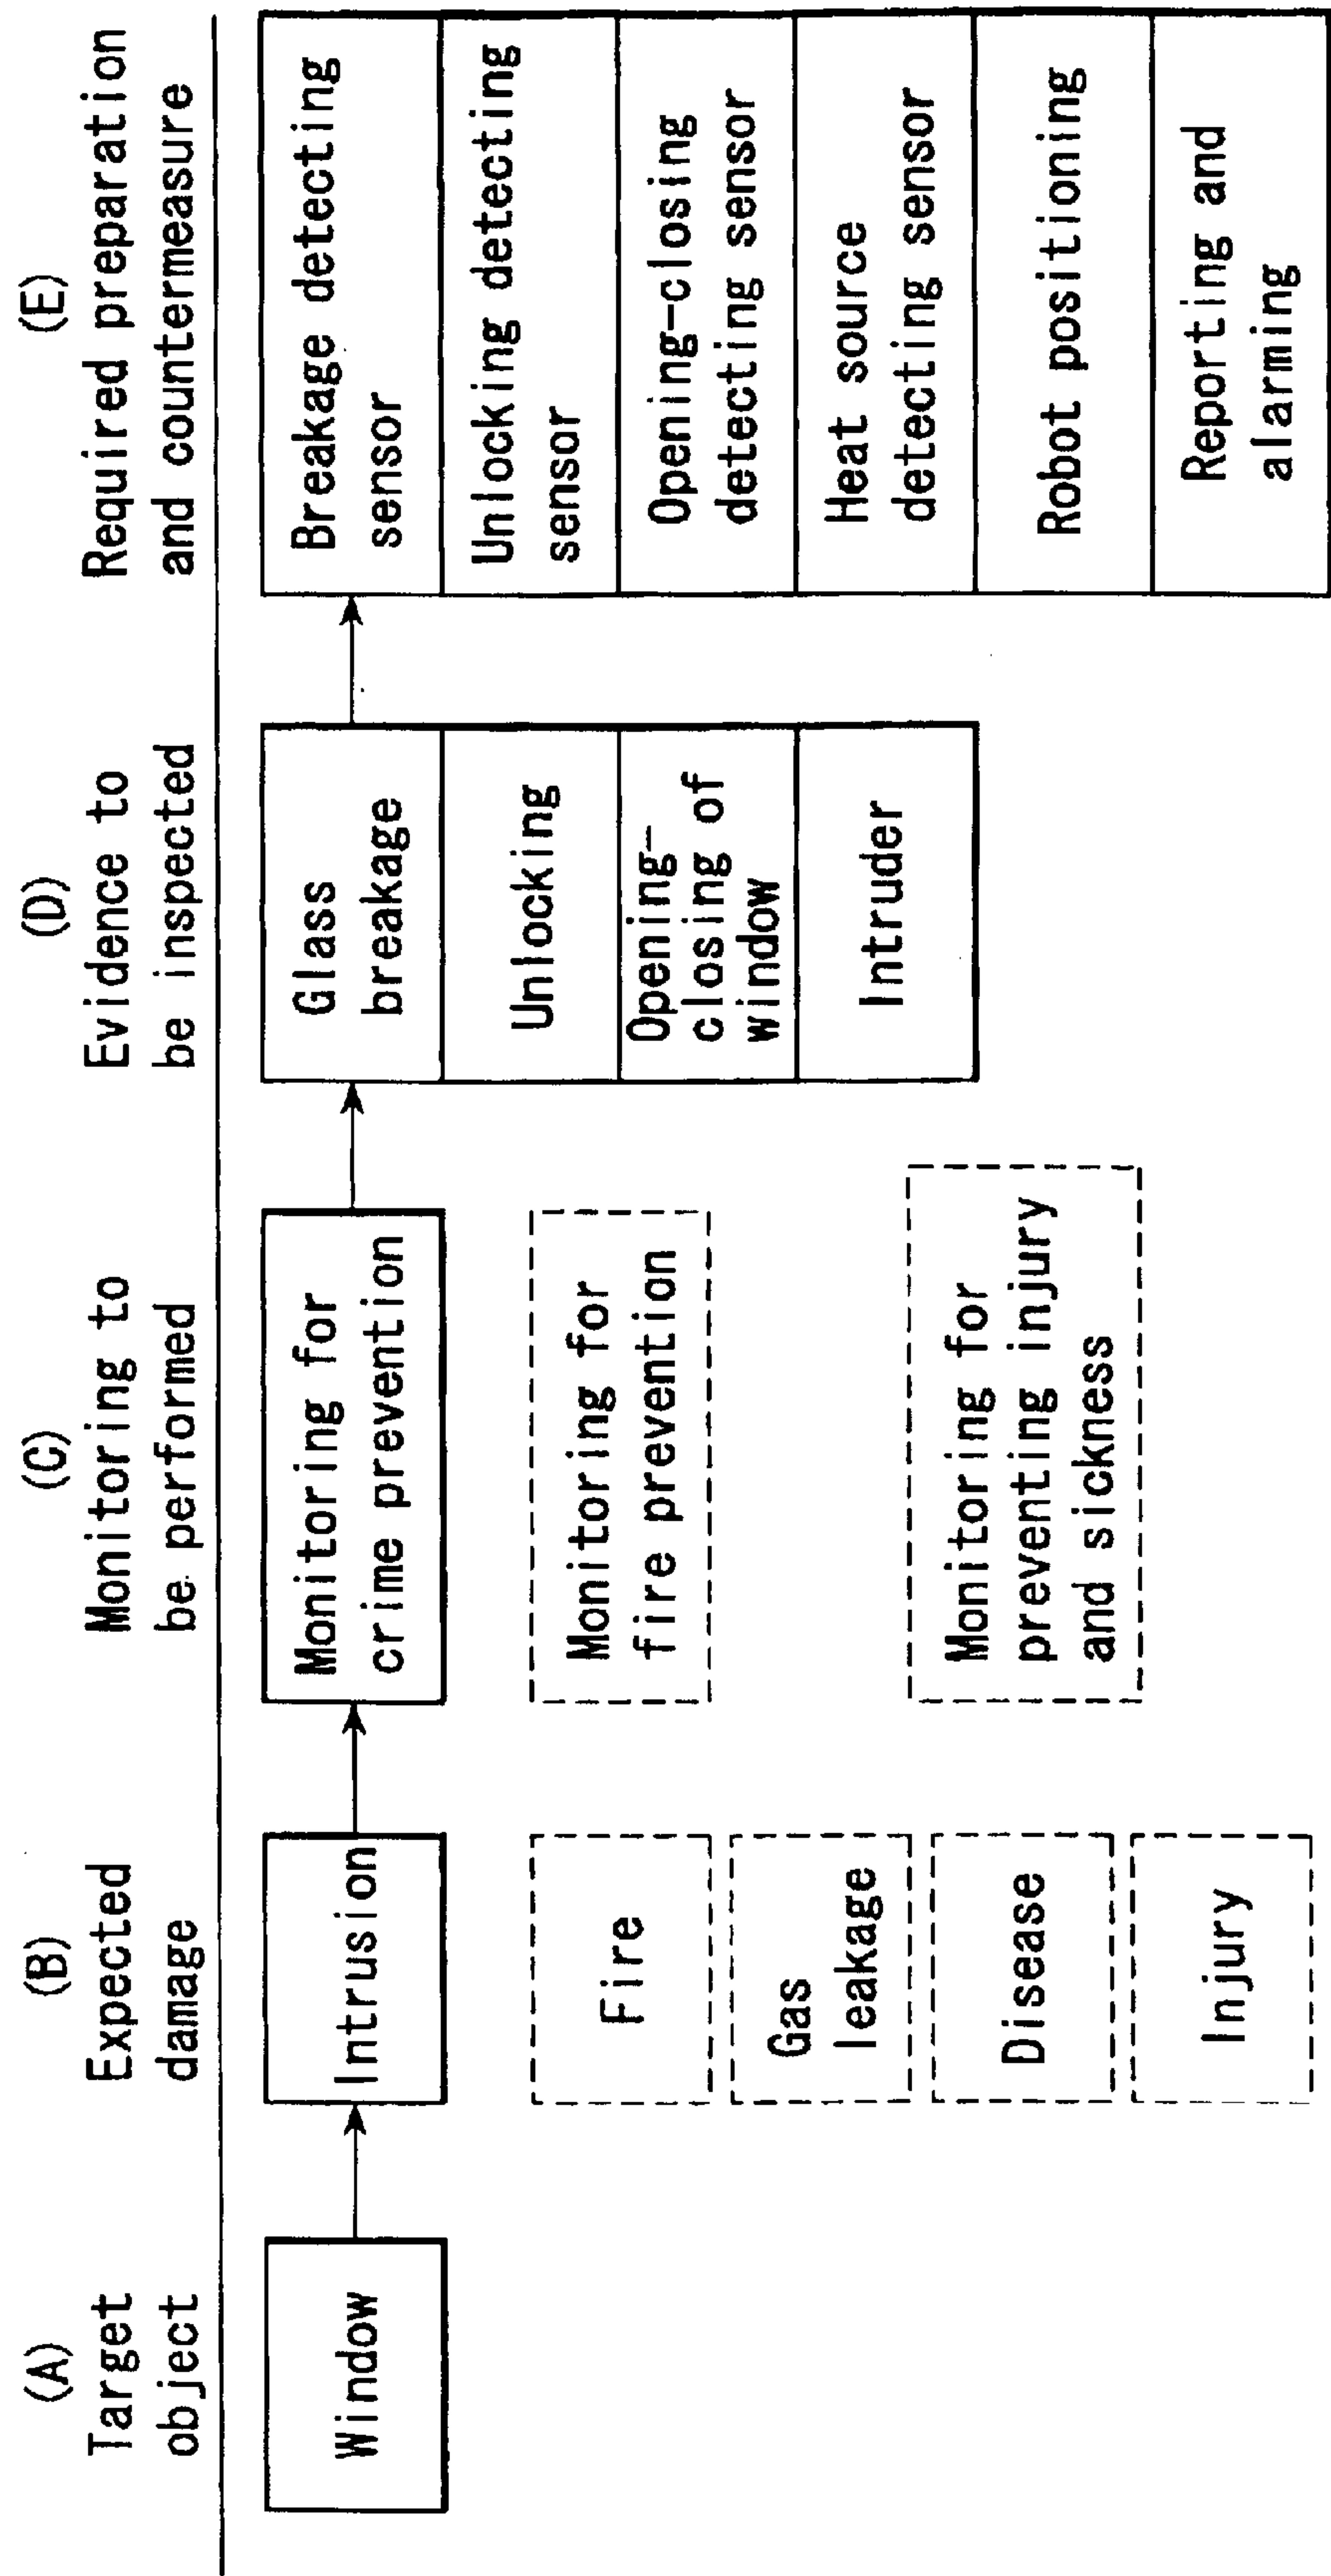 (A)
Target
object
(B)
Expected
damage
(C)
Monitoring to
be performed
(D)
Evidence to
be inspected
(E)
Required preparation
and countermeasure
Window
Intrusion
Fire
Gas
leakage
Disease
Injury
Monitoring for
crime prevention
Monitoring for
fire prevention
Monitoring for
preventing injury
and sickness
Glass
breakage
Unlocking
Opening-
closing of
window
Intruder
Breakage detecting
sensor
Unlocking detecting
sensor
Opening-closing
detecting sensor
Heat source
detecting sensor
Robot positioning
Reporting and
alarming